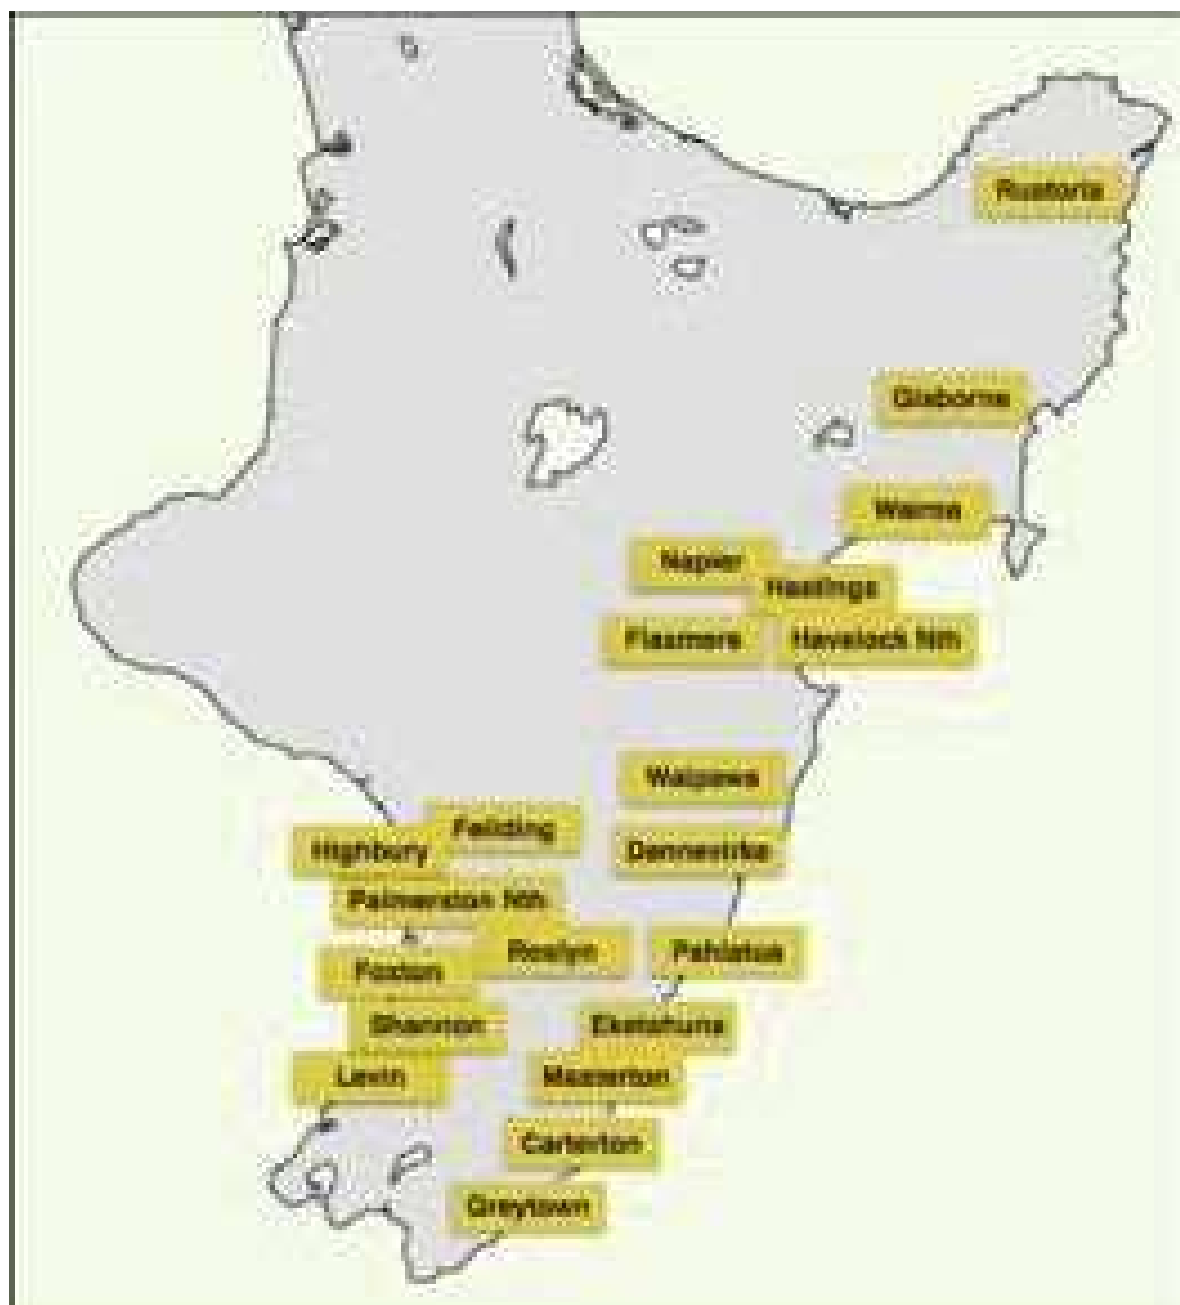 Ruatoria
Gisborne
Wairoa
Napier
Hastings
Flaxmere
Havelock Nth
Waipawa
Feilding
Highbury
Dannevirke
Palmerston Nth
Roslyn
Pahiatua
Foxton
Shannon
Eketahuna
Levin
Masterton
Carterton
Greytown